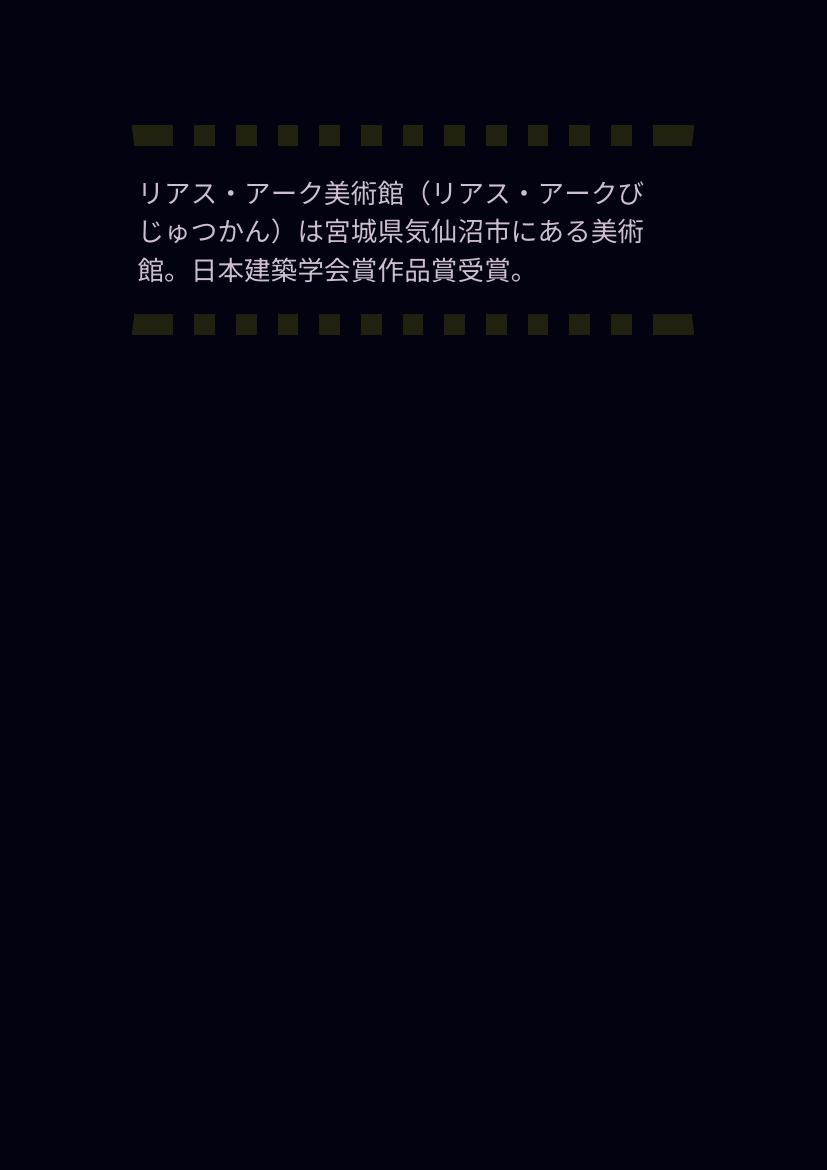 リアス・アーク美術館（リアス・アークび
じゅつかん）は宮城県気仙沼市にある美術
館。日本建築学会賞作品賞受賞。